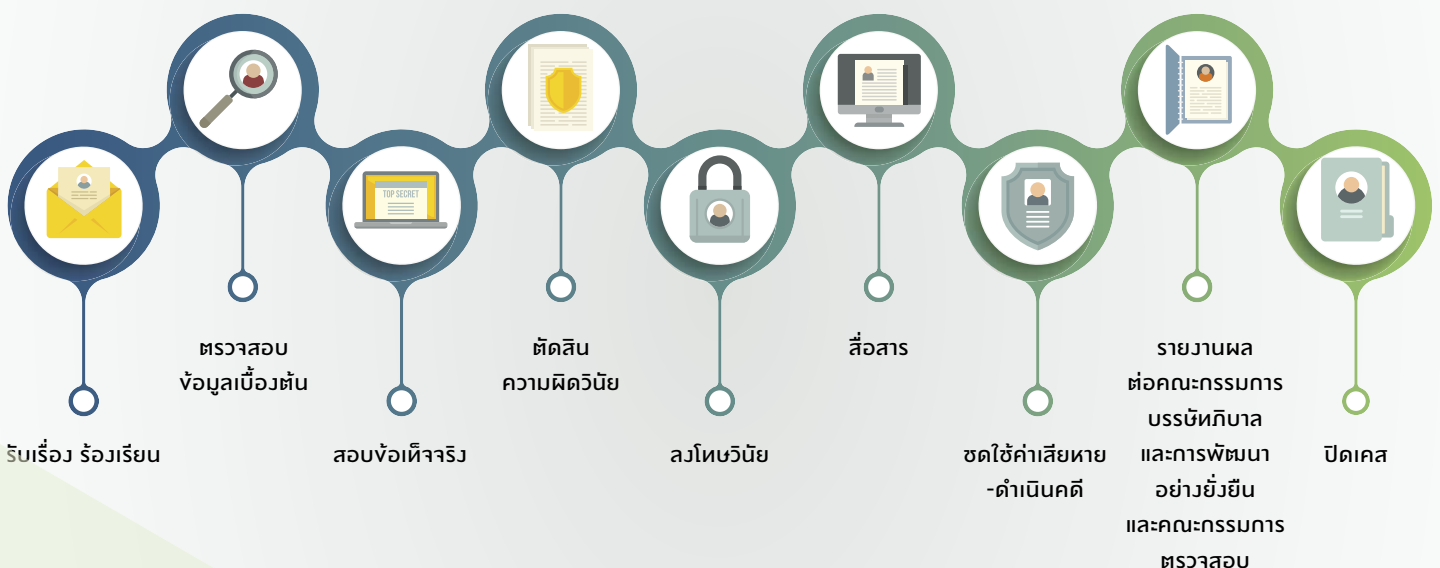 รับเรื่อง ร้องเรียน
ตรวจสอบ
ข้อมูลเบื้องต้น
TOP SECRET
สอบข้อเท็จจริง
ตัดสิน
ความผิดวินัย
ลงโทษวินัย
สื่อสาร
ชดใช้ค่าเสียหาย
-ดำเนินคดี
รายงานผล
ต่อคณะกรรมการ
บรรษัทภิบาล
และการพัฒนา
อย่างยั่งยืน
และคณะกรรมการ
ตรวจสอบ
ปิดเคส